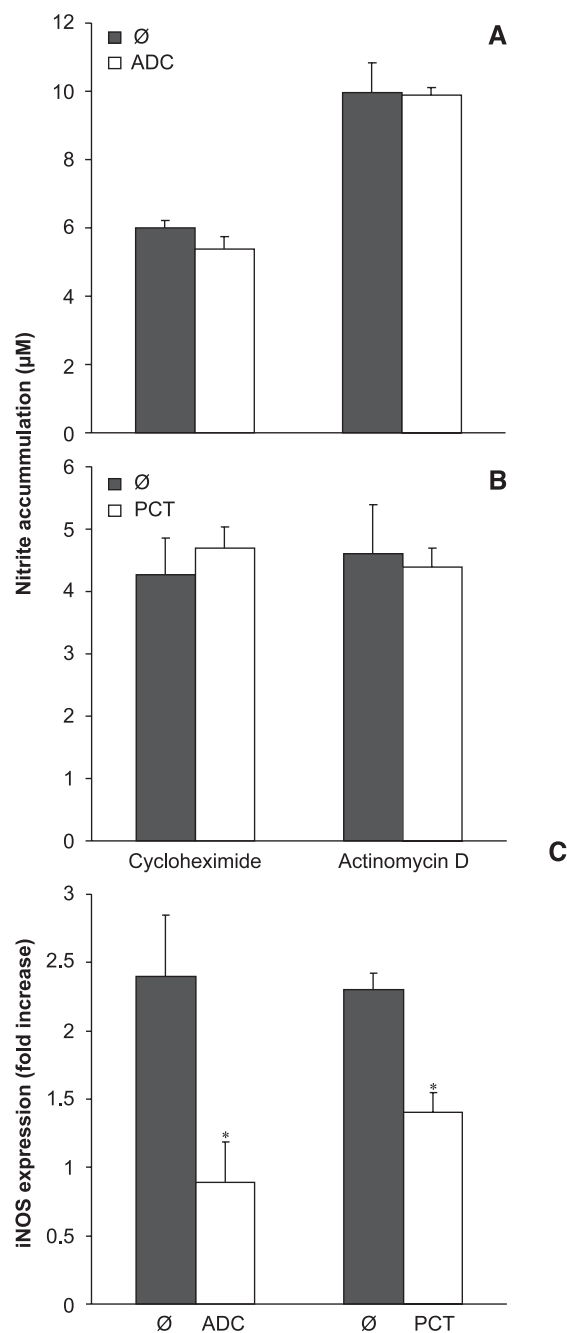 A
Ø
ADC
12
10
8
6
4
2
0
Nitrite accummulation (µM)
B
Ø
PCT
6
5
4
3
2
1
0
Cycloheximide Actinomycin D
C
3
2.5
2
1.5
1
0.5
0
iNOS expression (fold increase)
*
*
Ø ADC Ø PCT